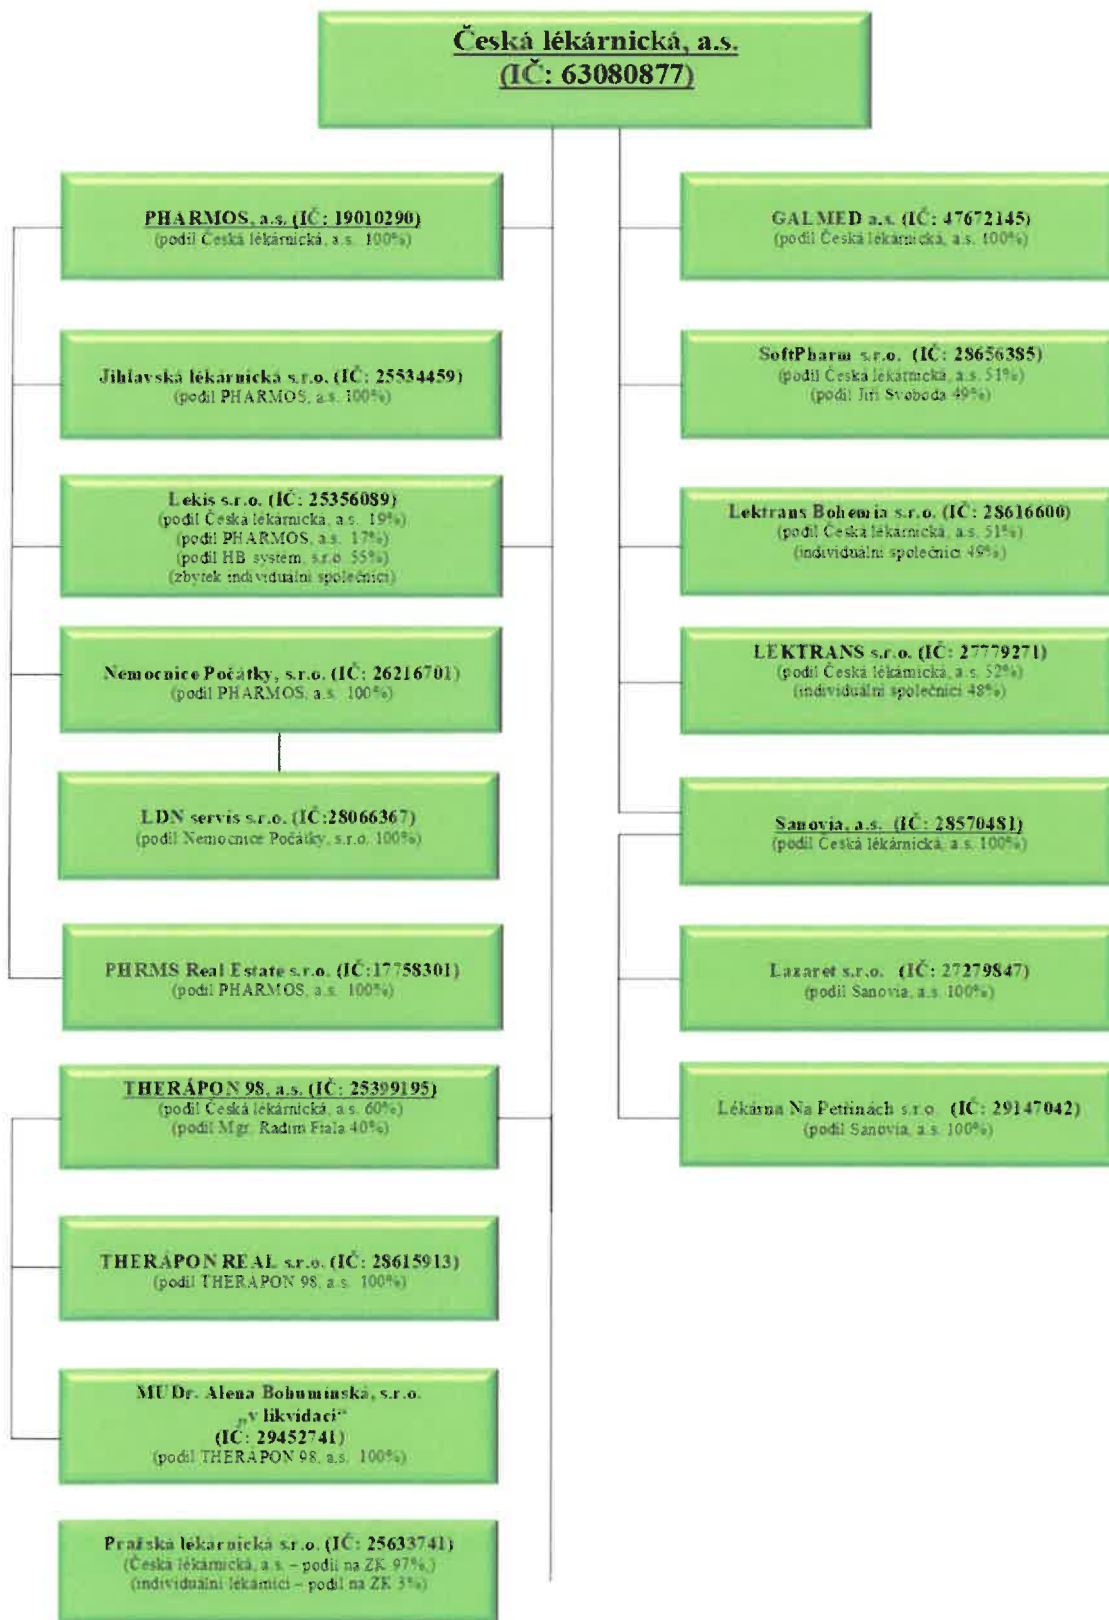 Česká lékárnická, a.s.
(IČ: 63080877)
PHARMOS, a.s. (IČ: 19010290)
(podíl Česká lékárnická, a.s. 100%)
Jihlavská lékárnická s.r.o. (IČ: 25534459)
(podíl PHARMOS, a.s. 100%)
Lekis s.r.o. (IČ: 25356089)
(podíl Česká lékárnická, a.s. 19%)
(podíl PHARMOS, a.s. 17%)
(podíl HB system, s.r.o. 55%)
(zbytek individuální společníci)
Nemocnice Počátky, s.r.o. (IČ: 26216701)
(podíl PHARMOS, a.s. 100%)
LDN servis s.r.o. (IČ:28066367)
(podíl Nemocnice Počátky, s.r.o. 100%)
PHRMS Real Estate s.r.o. (IČ:17758301)
(podíl PHARMOS, a.s. 100%)
THERÁPON 98, a.s. (IČ: 25399195)
(podíl Česká lékárnická, a.s. 60%)
(podíl Mgr. Radim Fiala 40%)
THERÁPON REAL s.r.o. (IČ: 28615913)
(podíl THERÁPON 98, a.s. 100%)
MUDr. Alena Bohumínská, s.r.o.
„v likvidaci“
(IČ: 29452741)
(podíl THERÁPON 98, a.s. 100%)
Pražská lékárnická s.r.o. (IČ: 25633741)
(Česká lékárnická, a.s. – podíl na ZK 97%,)
(individuální lékárníci – podíl na ZK 3%)
GALMED a.s. (IČ: 47672145)
(podíl Česká lékárnická, a.s. 100%)
SoftPharm s.r.o. (IČ: 28656385)
(podíl Česká lékárnická, a.s. 51%)
(podíl Jiří Svoboda 49%)
Lektrans Bohemia s.r.o. (IČ: 28616600)
(podíl Česká lékárnická, a.s. 51%)
(individuální společníci 49%)
LEKTRANS s.r.o. (IČ: 27779271)
(podíl Česká lékárnická, a.s. 52%)
(individuální společníci 48%)
Sanovia, a.s. (IČ: 28570481)
(podíl Česká lékárnická, a.s. 100%)
Lazaret s.r.o. (IČ: 27279847)
(podíl Sanovia, a.s. 100%)
Lékárna Na Petřinách s.r.o. (IČ: 29147042)
(podíl Sanovia, a.s. 100%)